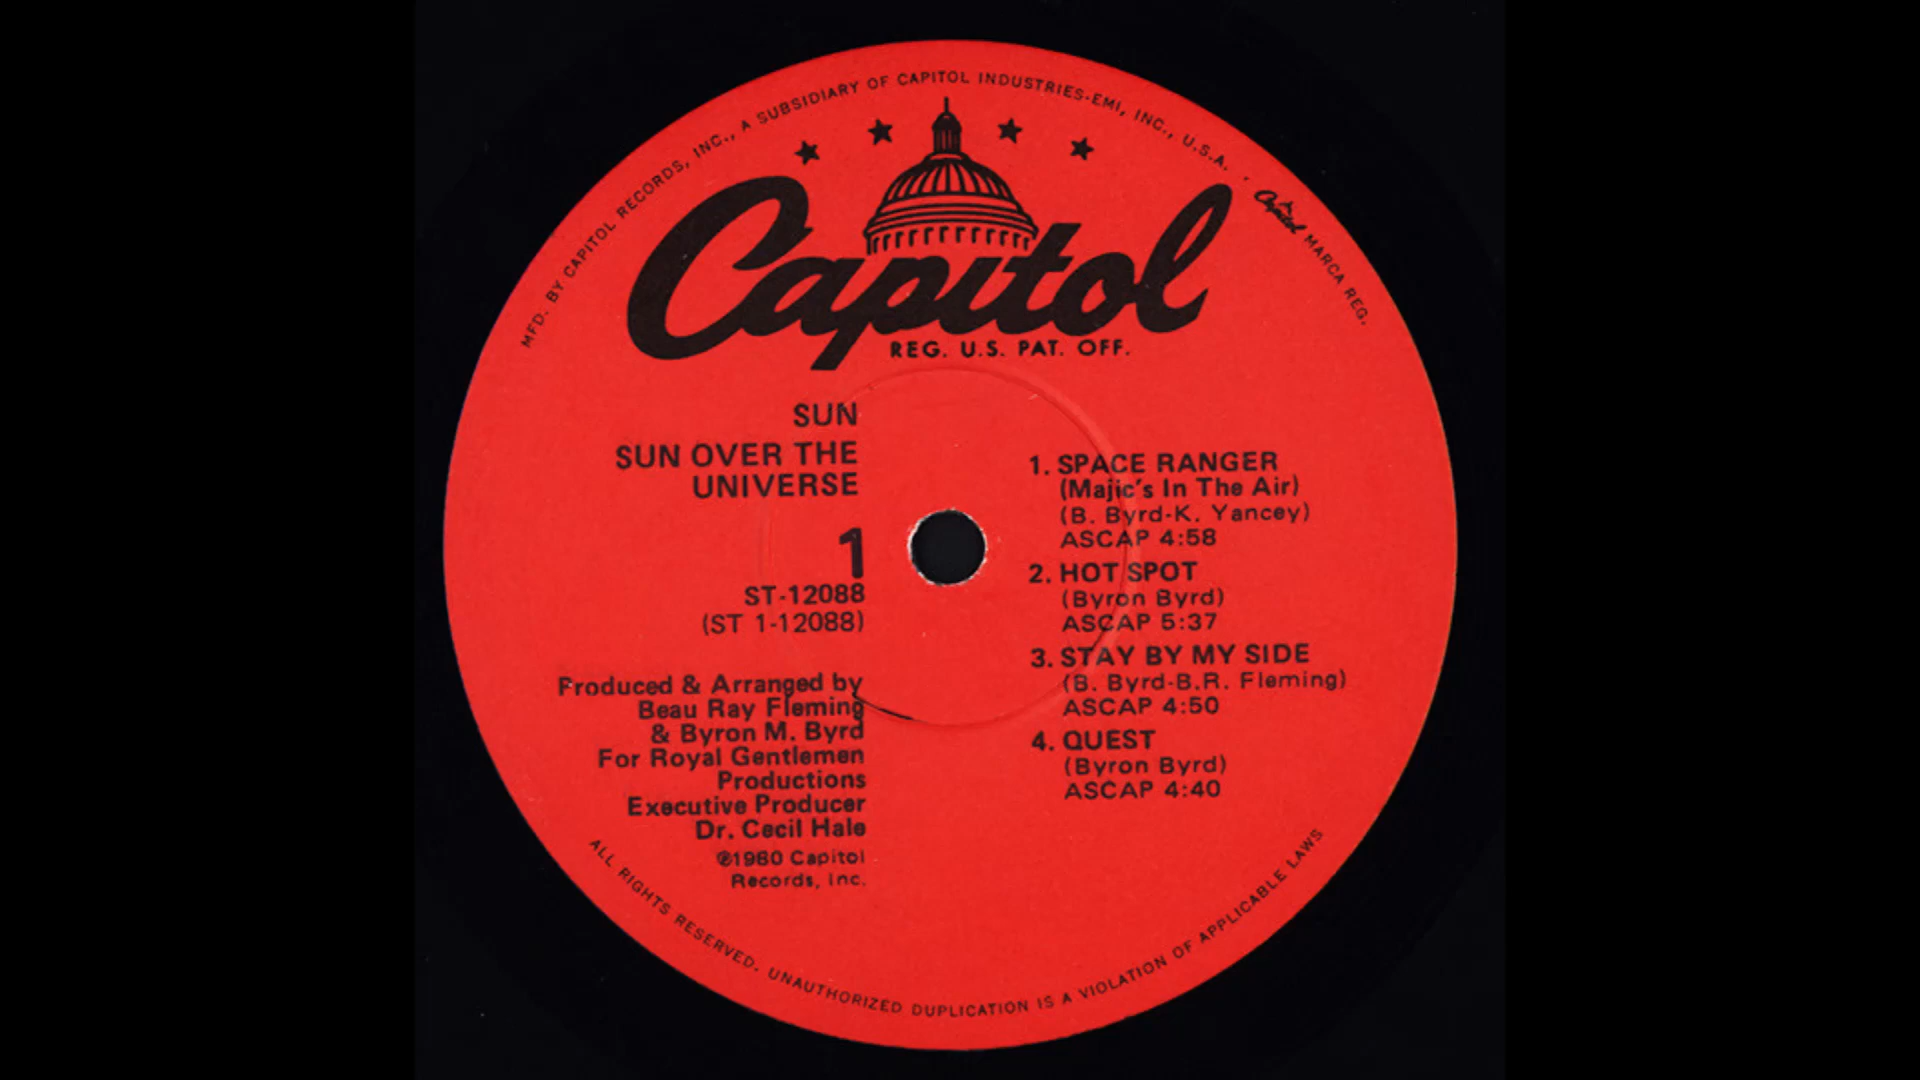 MFD. BY CAPITOL RECORDS, INC., A SUBSIDIARY OF CAPITOL INDUSTRIES-EMI, INC., U.S.A. · Capitol MARCA REG.
Capitol
REG. U.S. PAT. OFF.
SUN
SUN OVER THE
UNIVERSE
1
ST-12088
(ST 1-12088)
Produced & Arranged by
Beau Ray Fleming
& Byron M. Byrd
For Royal Gentlemen
Productions
Executive Producer
Dr. Cecil Hale
℗1980 Capitol
Records, Inc.
1. SPACE RANGER
(Majic's In The Air)
(B. Byrd-K. Yancey)
ASCAP 4:58
2. HOT SPOT
(Byron Byrd)
ASCAP 5:37
3. STAY BY MY SIDE
(B. Byrd-B.R. Fleming)
ASCAP 4:50
4. QUEST
(Byron Byrd)
ASCAP 4:40
ALL RIGHTS RESERVED. UNAUTHORIZED DUPLICATION IS A VIOLATION OF APPLICABLE LAWS